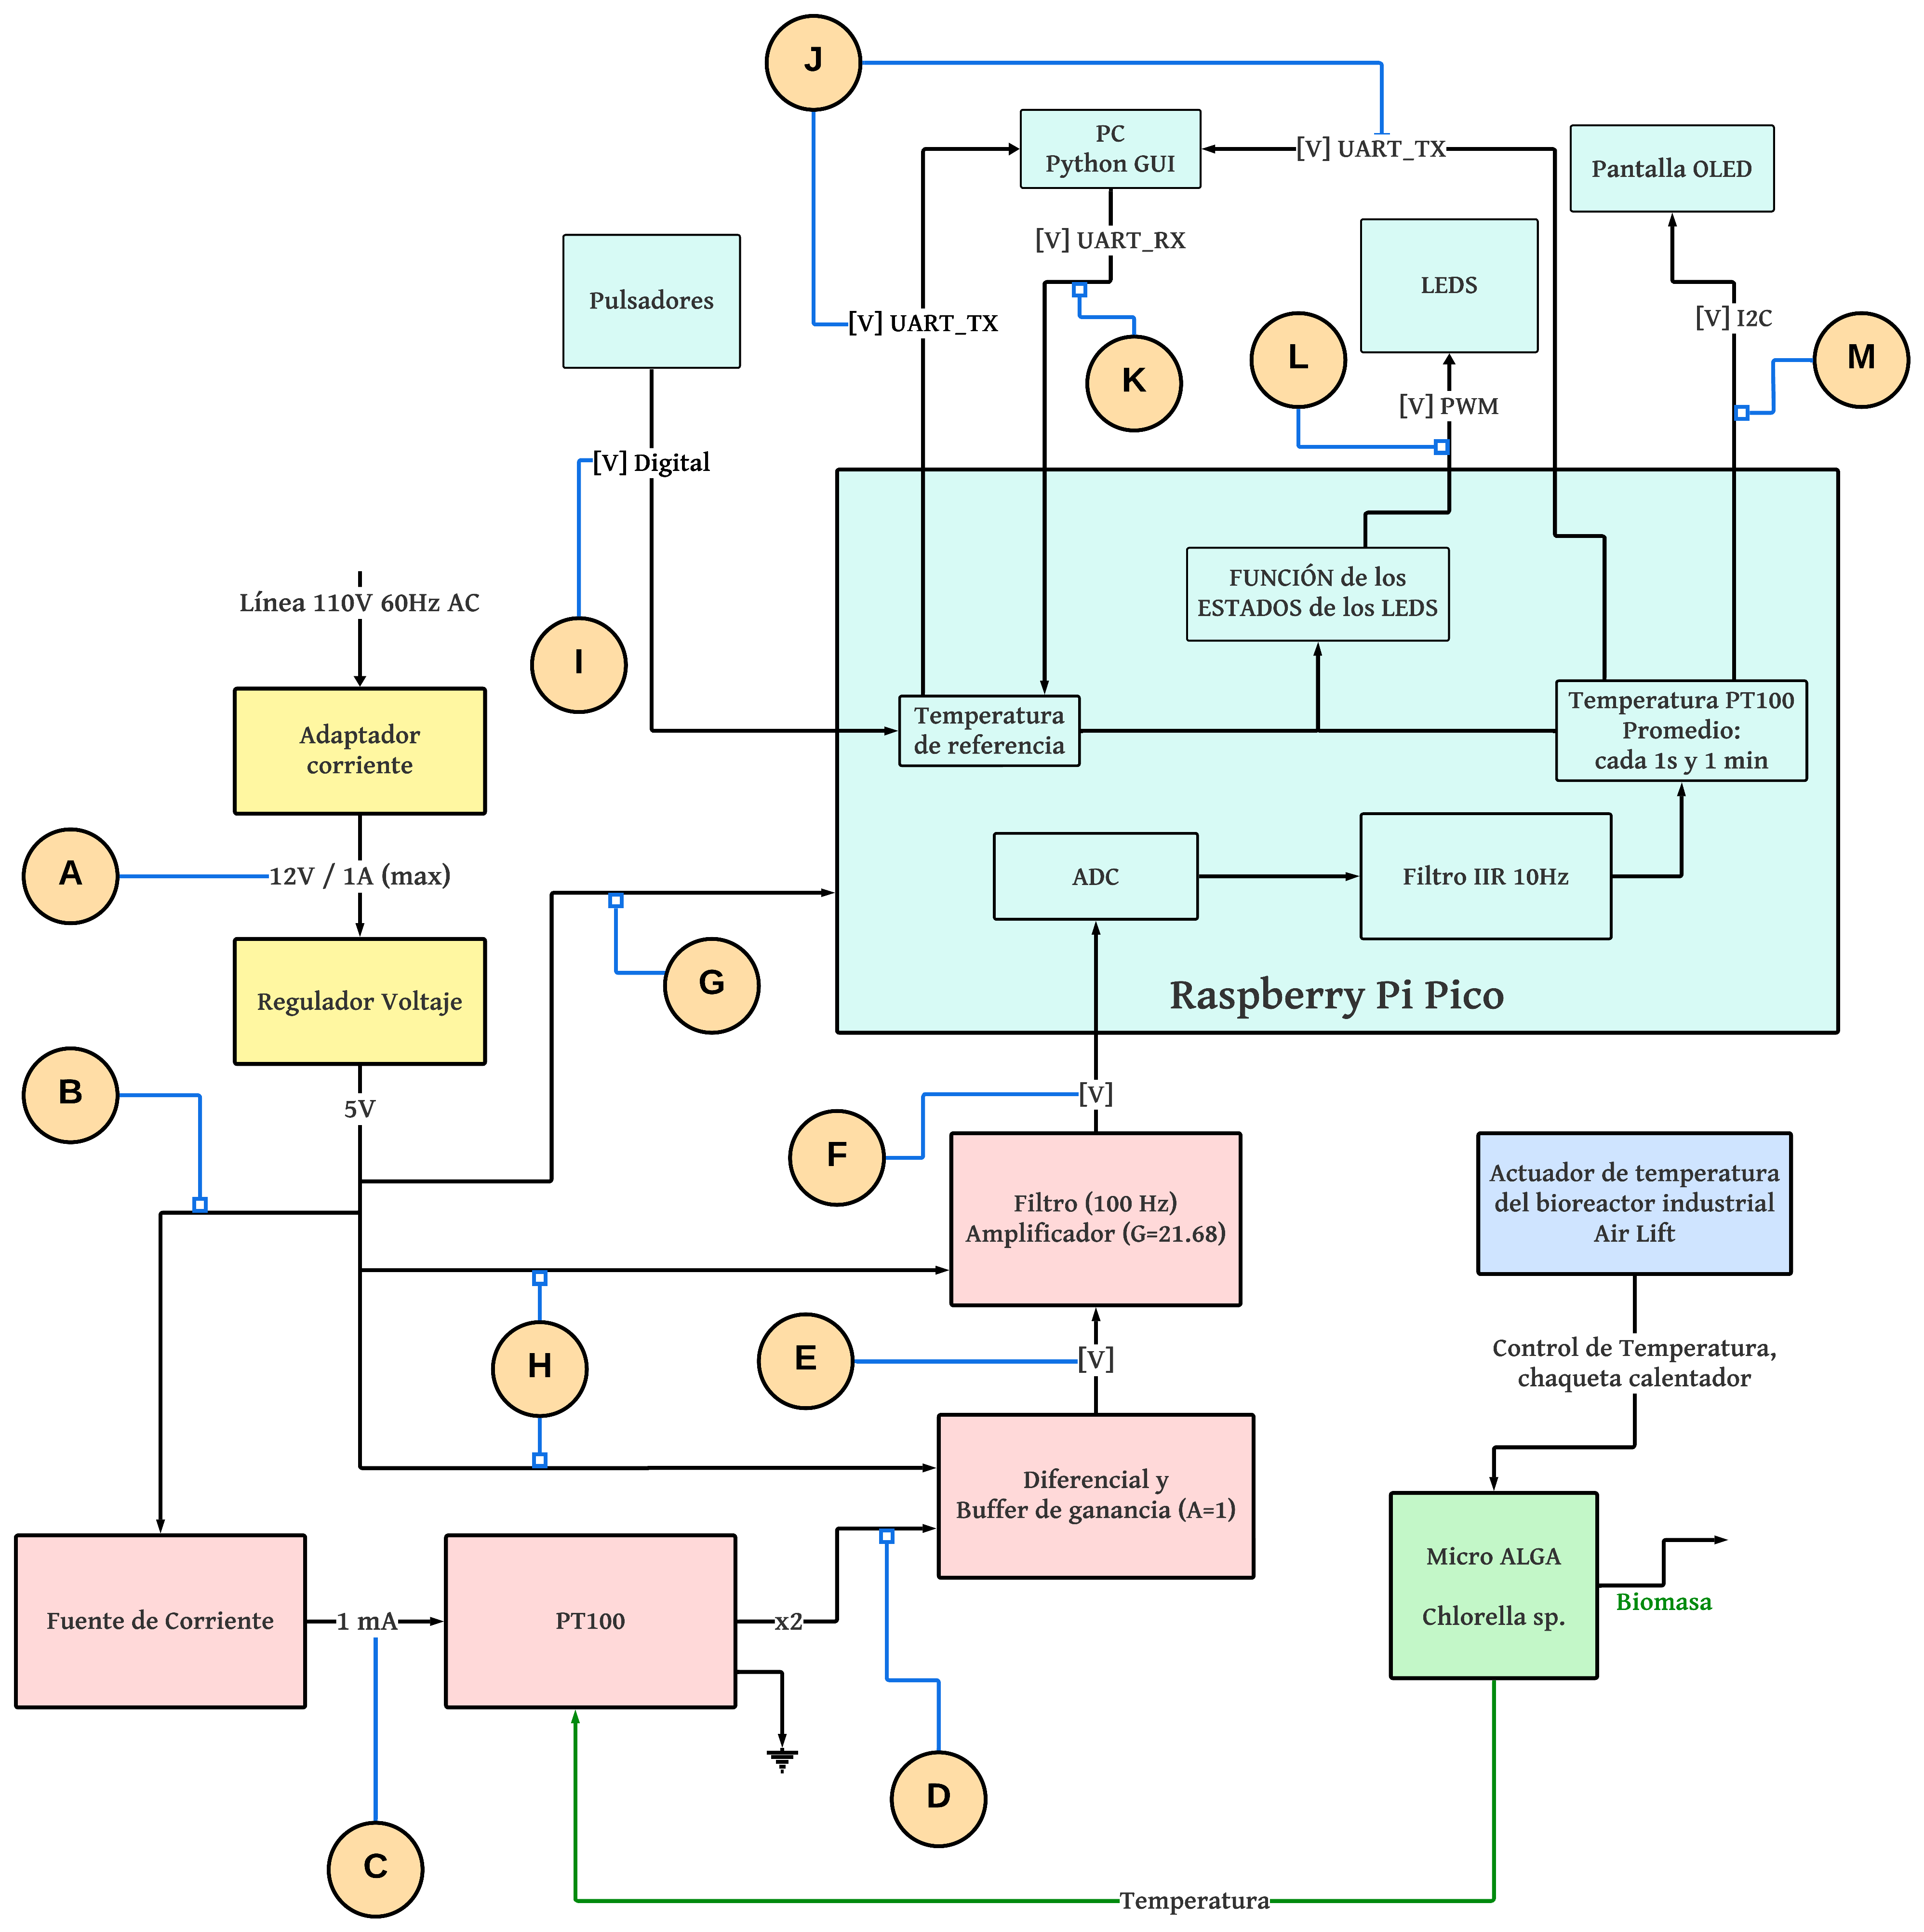 J
PC
Python GUI
[V] UART_TX
Pantalla OLED
[V] UART_RX
Pulsadores
LEDS
[V] UART_TX
[V] I2C
K
L
M
[V] PWM
[V] Digital
FUNCIÓN de los
ESTADOS de los LEDS
Línea 110V 60Hz AC
I
Adaptador
corriente
Temperatura
de referencia
Temperatura PT100
Promedio:
cada 1s y 1 min
A
12V / 1A (max)
ADC
Filtro IIR 10Hz
G
Regulador Voltaje
Raspberry Pi Pico
B
5V
[V]
F
Filtro (100 Hz)
Amplificador (G=21.68)
Actuador de temperatura
del bioreactor industrial
Air Lift
H
E
[V]
Control de Temperatura,
chaqueta calentador
Diferencial y
Buffer de ganancia (A=1)
Micro ALGA
Chlorella sp.
Biomasa
Fuente de Corriente
1 mA
PT100
x2
D
C
Temperatura